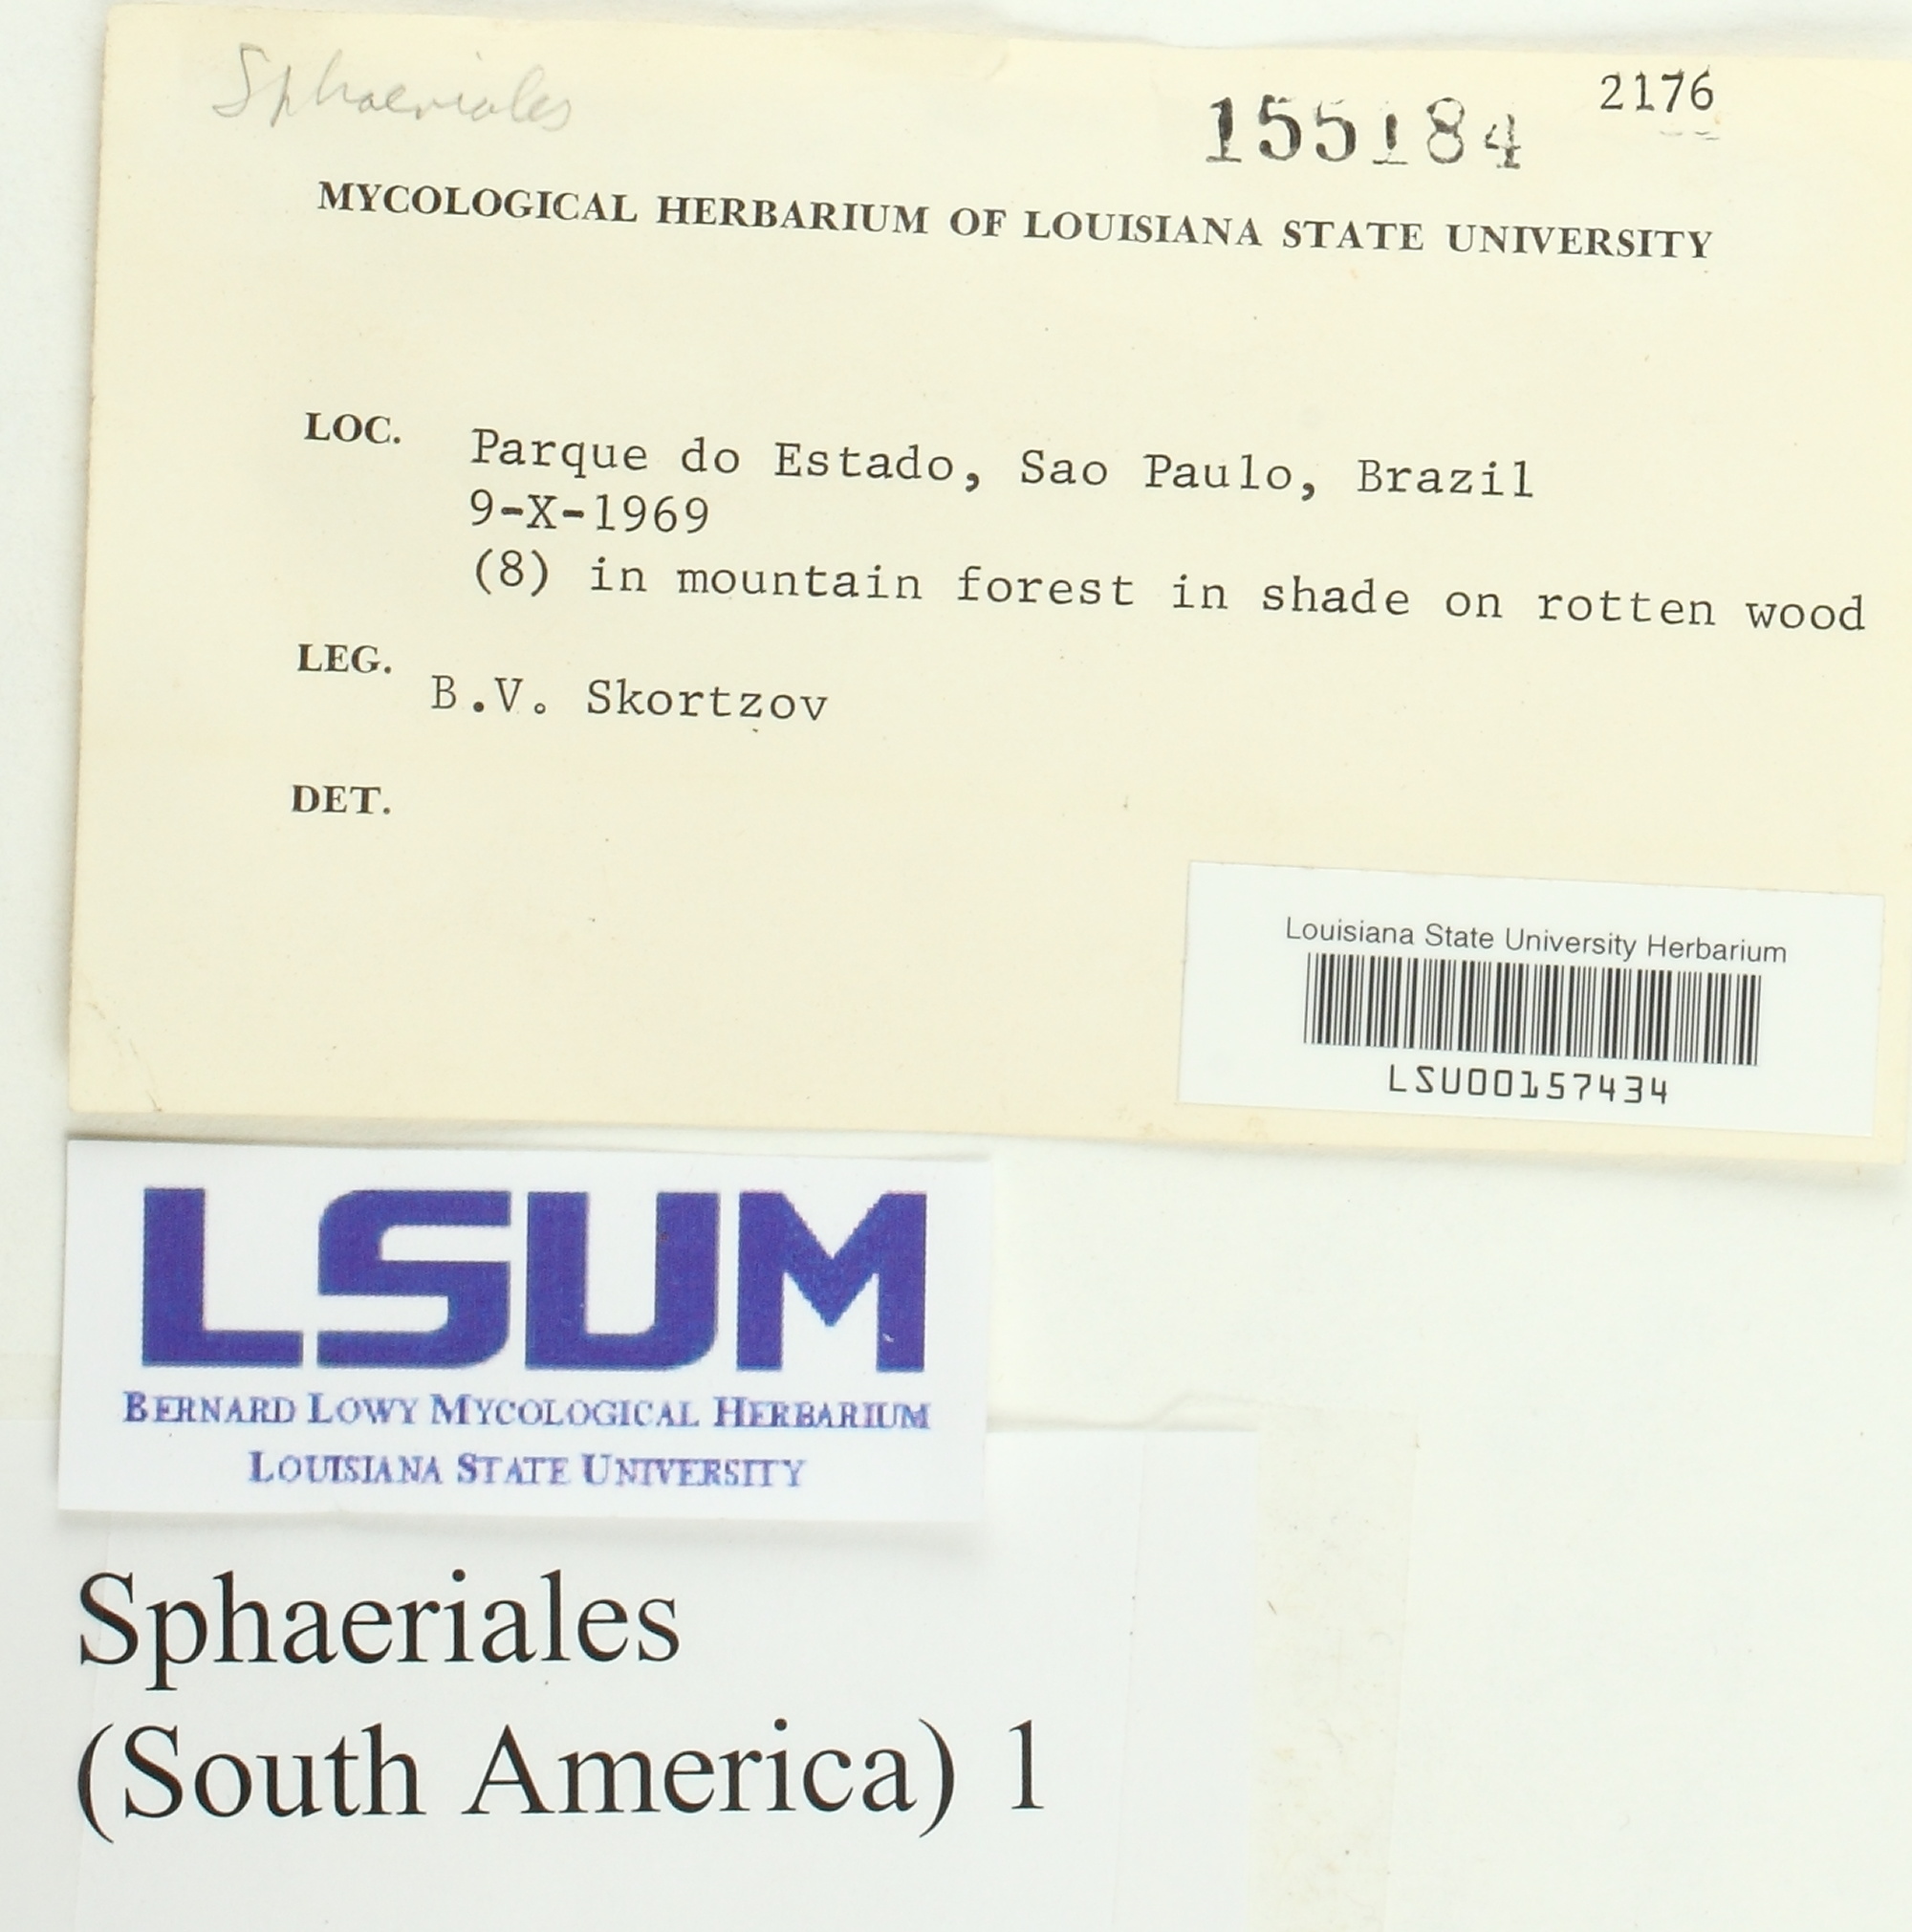 Sphaeriales
155184
2176
MYCOLOGICAL HERBARIUM OF LOUISIANA STATE UNIVERSITY
LOC. Parque do Estado, Sao Paulo, Brazil
9-X-1969
(8) in mountain forest in shade on rotten wood
LEG. B.V. Skortzov
DET.
Louisiana State University Herbarium
LSU00157434
LSUM
BERNARD LOWY MYCOLOGICAL HERBARIUM
LOUISIANA STATE UNIVERSITY
Sphaeriales
(South America) 1